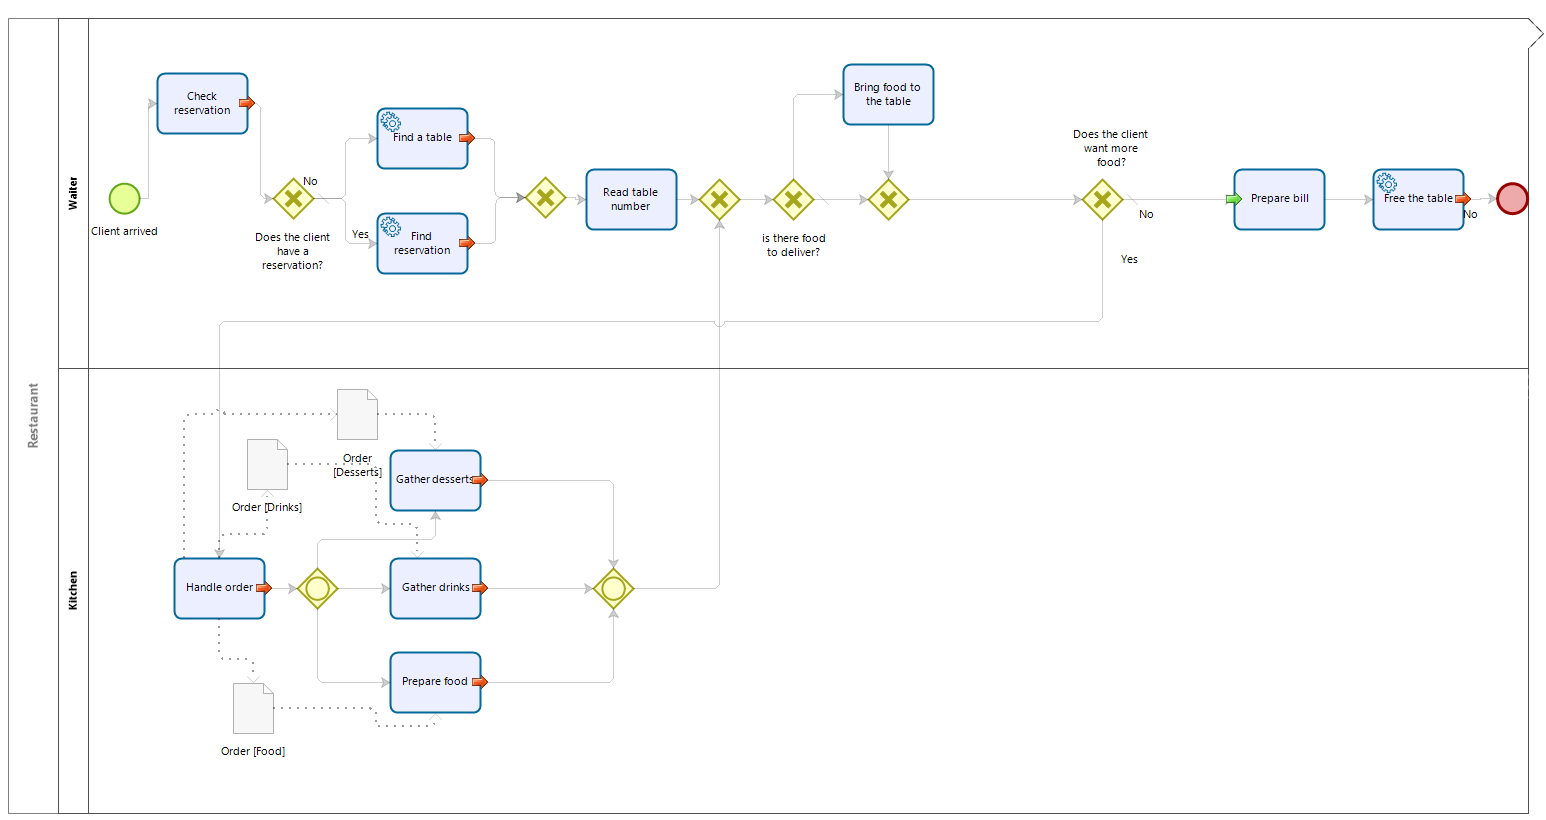 Restaurant
Waiter
Client arrived
Check
reservation
No
Does the client
have a
reservation?
Yes
Find a table
Find
reservation
Read table
number
is there food
to deliver?
Bring food to
the table
Does the client
want more
food?
No
Yes
Prepare bill
Free the table
No
Kitchen
Order
[Desserts]
Order [Drinks]
Gather desserts
Handle order
Gather drinks
Prepare food
Order [Food]